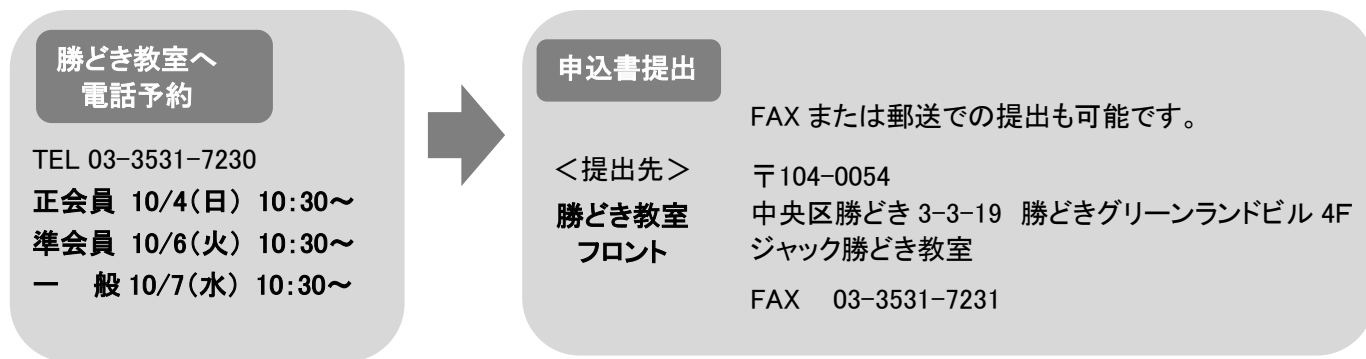 勝どき教室へ
電話予約
TEL 03-3531-7230
正会員 10/4(日) 10:30～
準会員 10/6(火) 10:30～
一　般 10/7(水) 10:30～
申込書提出
FAX または郵送での提出も可能です。
＜提出先＞
勝どき教室
フロント
〒104-0054
中央区勝どき 3-3-19　勝どきグリーンランドビル 4F
ジャック勝どき教室
FAX　03-3531-7231